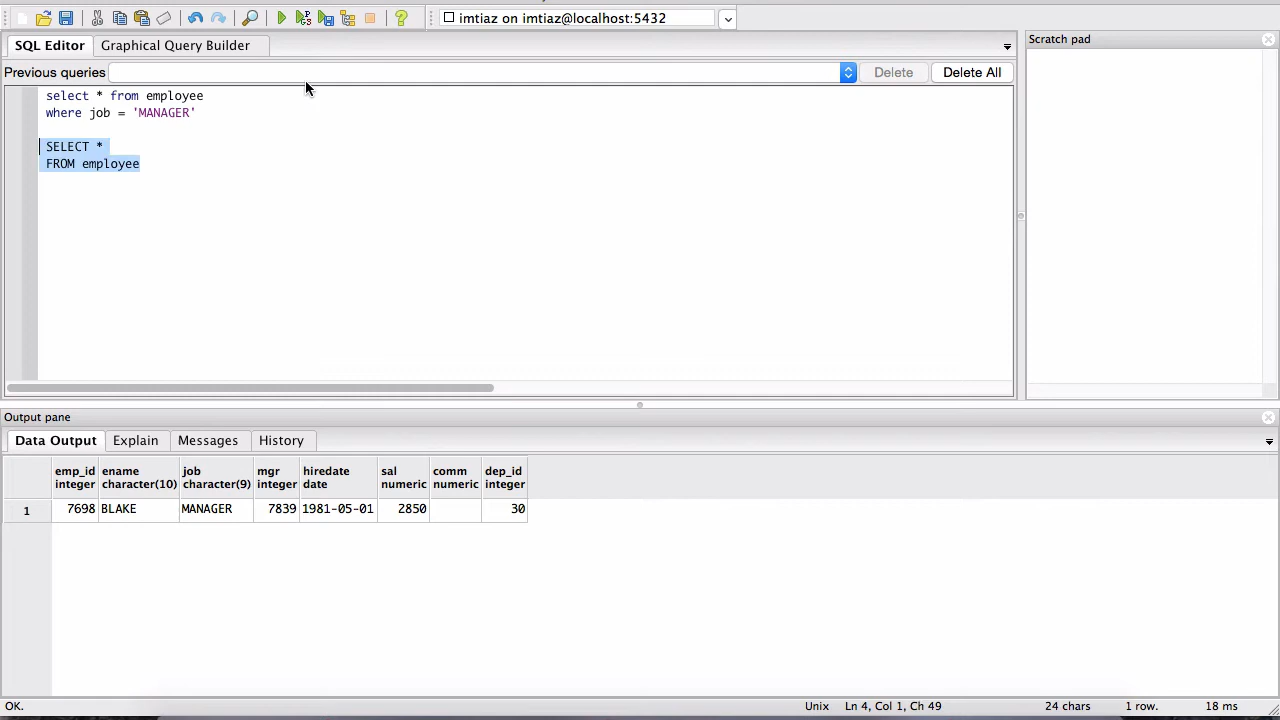 imtiaz on imtiaz@localhost:5432
SQL Editor Graphical Query Builder
Scratch pad
Previous queries Delete Delete All
select * from employee
where job = 'MANAGER'
SELECT *
FROM employee
Output pane
Data Output Explain Messages History
emp_id ename job mgr hiredate sal comm dep_id
integer character(10) character(9) integer date numeric numeric integer
1 7698 BLAKE MANAGER 7839 1981-05-01 2850 30
OK. Unix Ln 4, Col 1, Ch 49 24 chars 1 row. 18 ms